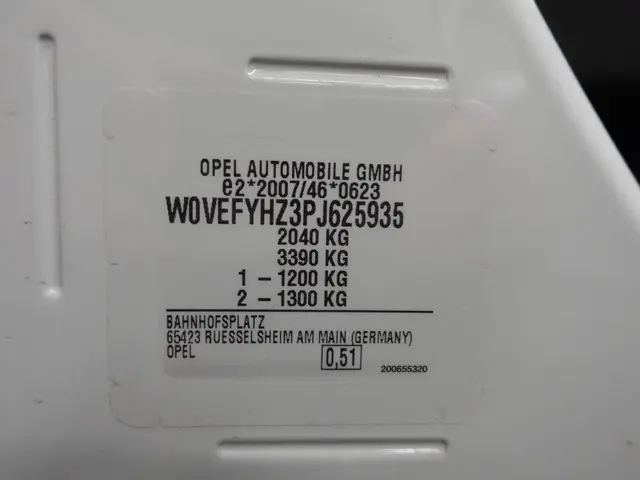 OPEL AUTOMOBILE GMBH
e2*2007/46*0623
W0VEFYHZ3PJ625935
2040 KG
3390 KG
1 - 1200 KG
2 - 1300 KG
BAHNHOFSPLATZ
65423 RUESSELSHEIM AM MAIN (GERMANY)
OPEL 0,51
200655320